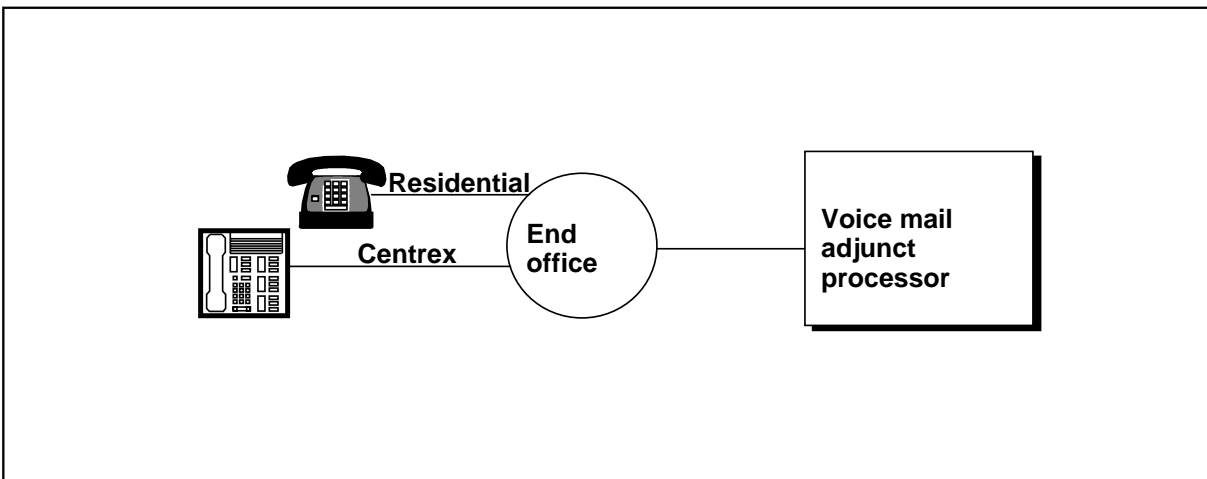 Residential
Centrex
End
office
Voice mail
adjunct
processor